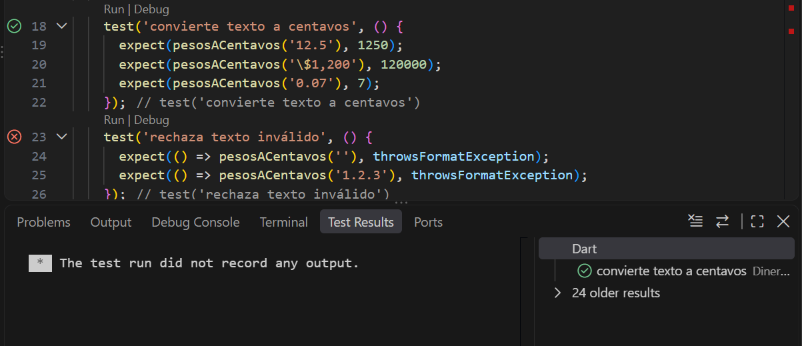 Run | Debug
18 test('convierte texto a centavos', () {
19 expect(pesosACentavos('12.5'), 1250);
20 expect(pesosACentavos('\$1,200'), 120000);
21 expect(pesosACentavos('0.07'), 7);
22 }); // test('convierte texto a centavos')
Run | Debug
23 test('rechaza texto inválido', () {
24 expect(() => pesosACentavos(''), throwsFormatException);
25 expect(() => pesosACentavos('1.2.3'), throwsFormatException);
26 }); // test('rechaza texto inválido')
Problems Output Debug Console Terminal Test Results Ports
* The test run did not record any output.
Dart
convierte texto a centavos Diner...
24 older results